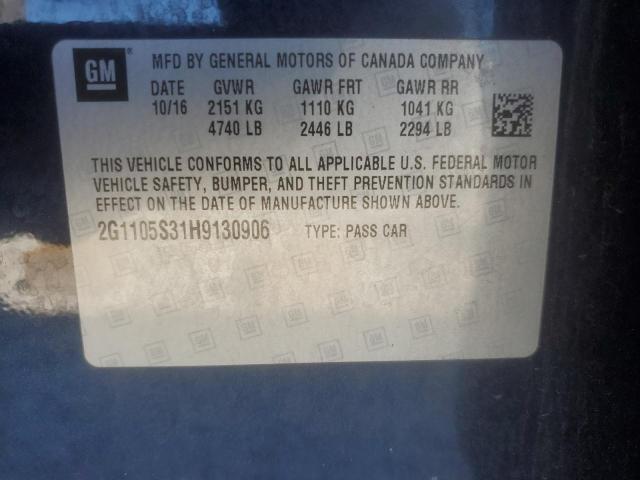 GM ® MFD BY GENERAL MOTORS OF CANADA COMPANY
DATE GVWR GAWR FRT GAWR RR
10/16 2151 KG 1110 KG 1041 KG
4740 LB 2446 LB 2294 LB
THIS VEHICLE CONFORMS TO ALL APPLICABLE U.S. FEDERAL MOTOR
VEHICLE SAFETY, BUMPER, AND THEFT PREVENTION STANDARDS IN
EFFECT ON THE DATE OF MANUFACTURE SHOWN ABOVE.
2G1105S31H9130906 TYPE: PASS CAR